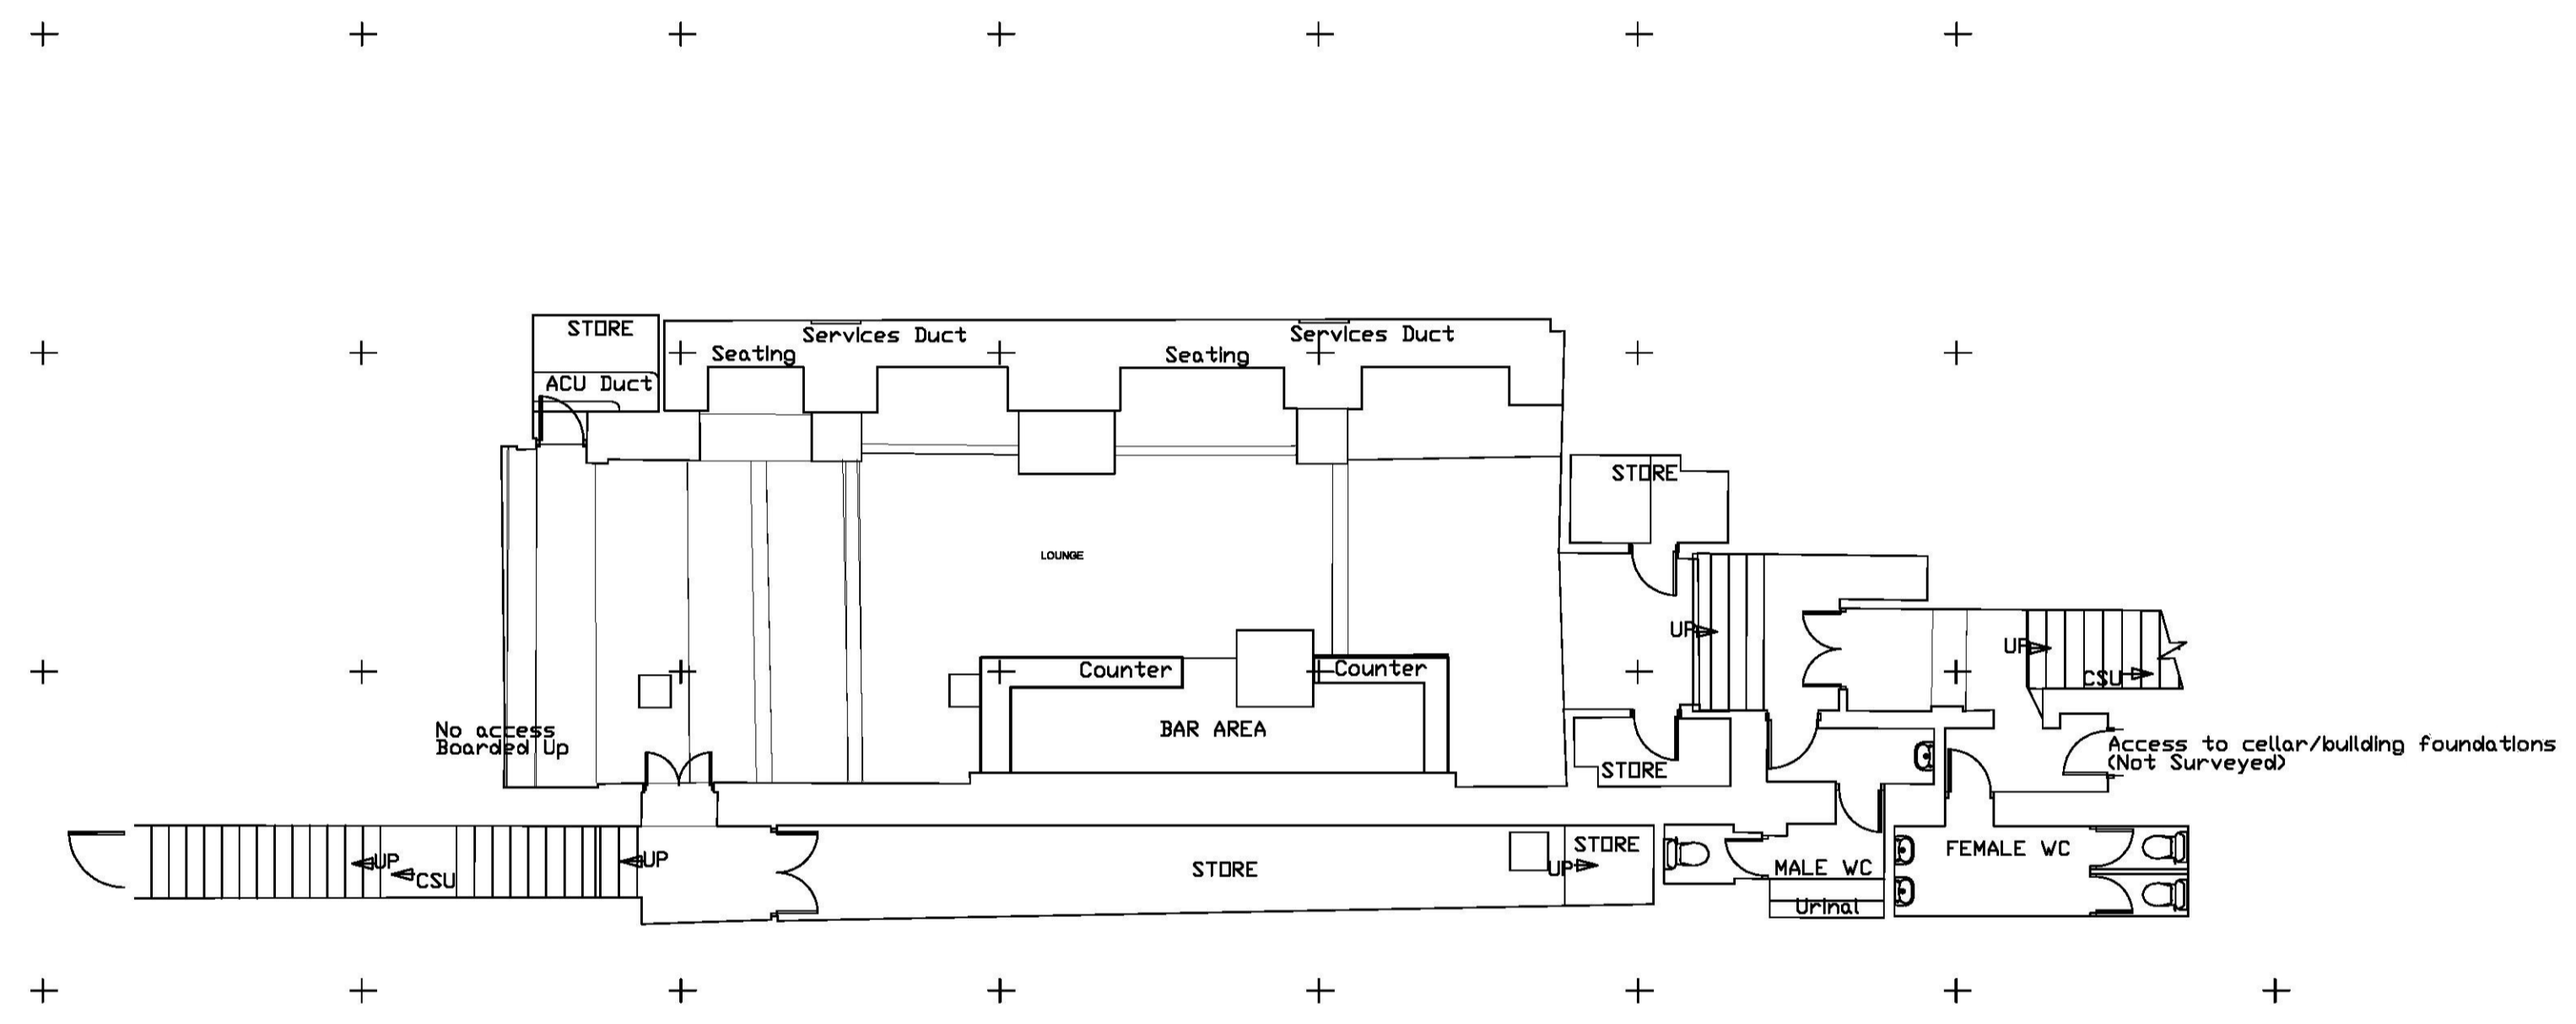 STORE
Services Duct
Services Duct
Seating
Seating
ACU Duct
STORE
LOUNGE
UP
UP
CSU
Counter
Counter
No access
Boarded Up
BAR AREA
Access to cellar/building foundations
(Not Surveyed)
STORE
UP
CSU
UP
STORE
STORE
UP
MALE WC
Urinal
FEMALE WC